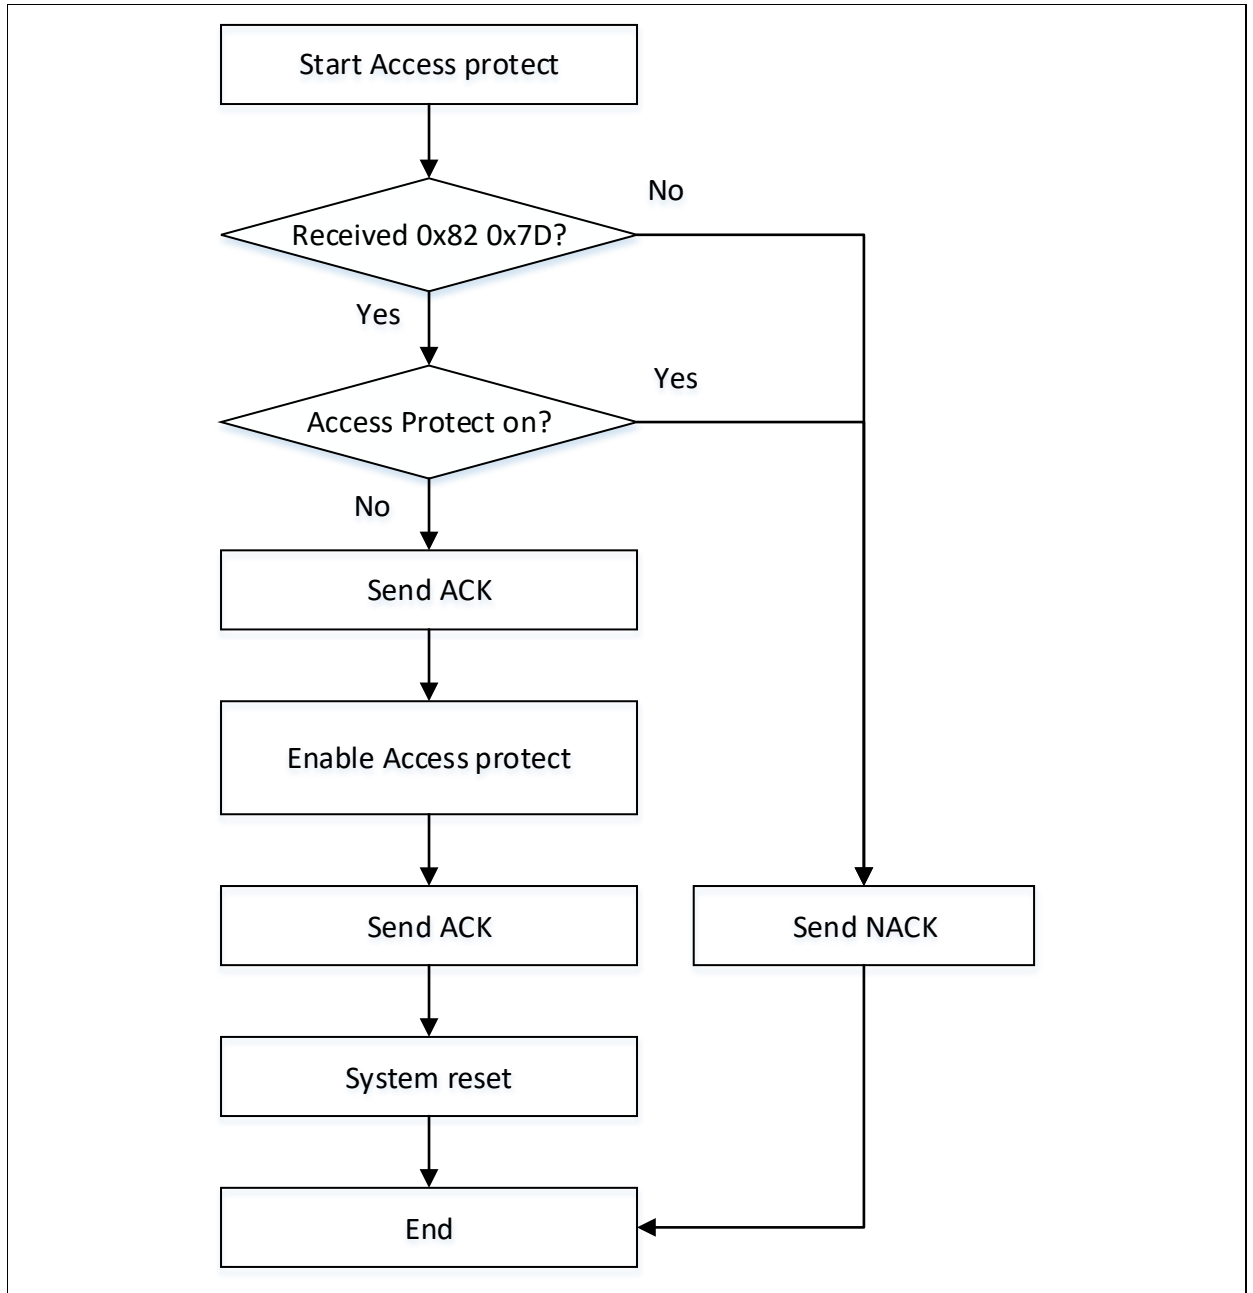 Start Access protect
No
Received 0x82 0x7D?
Yes
Yes
Access Protect on?
No
Send ACK
Enable Access protect
Send ACK
Send NACK
System reset
End